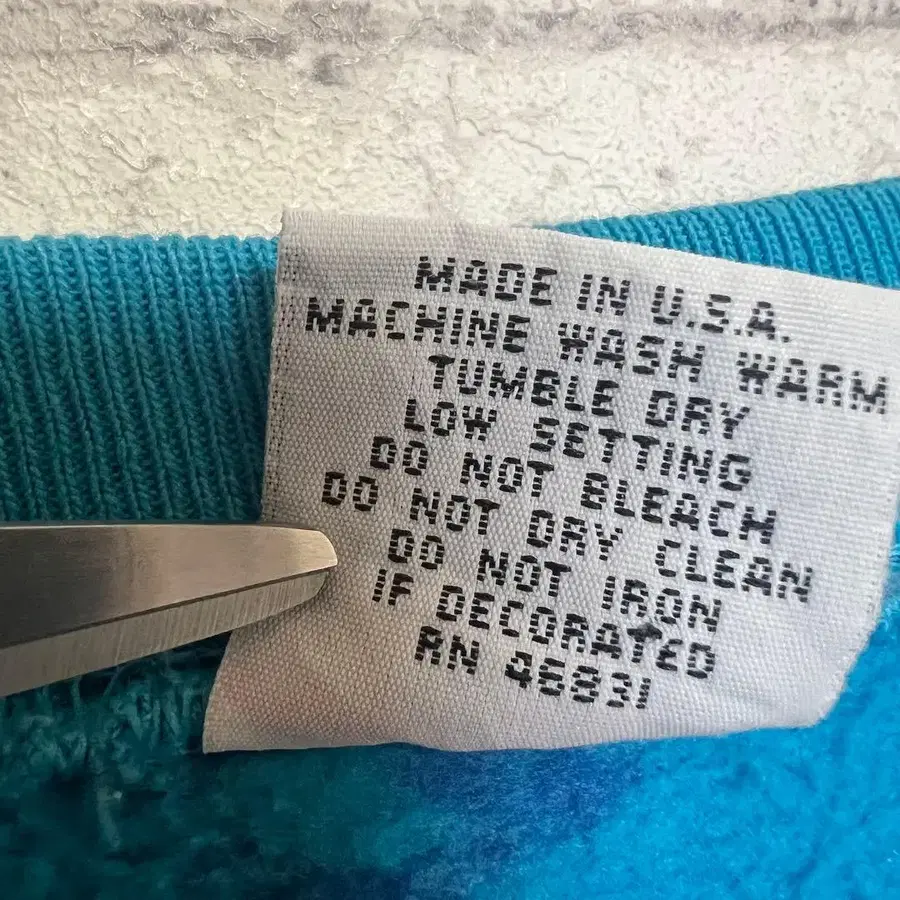 MADE IN U.S.A.
MACHINE WASH WARM
TUMBLE DRY
LOW SETTING
DO NOT BLEACH
DO NOT DRY CLEAN
DO NOT IRON
IF DECORATED
RN 46831